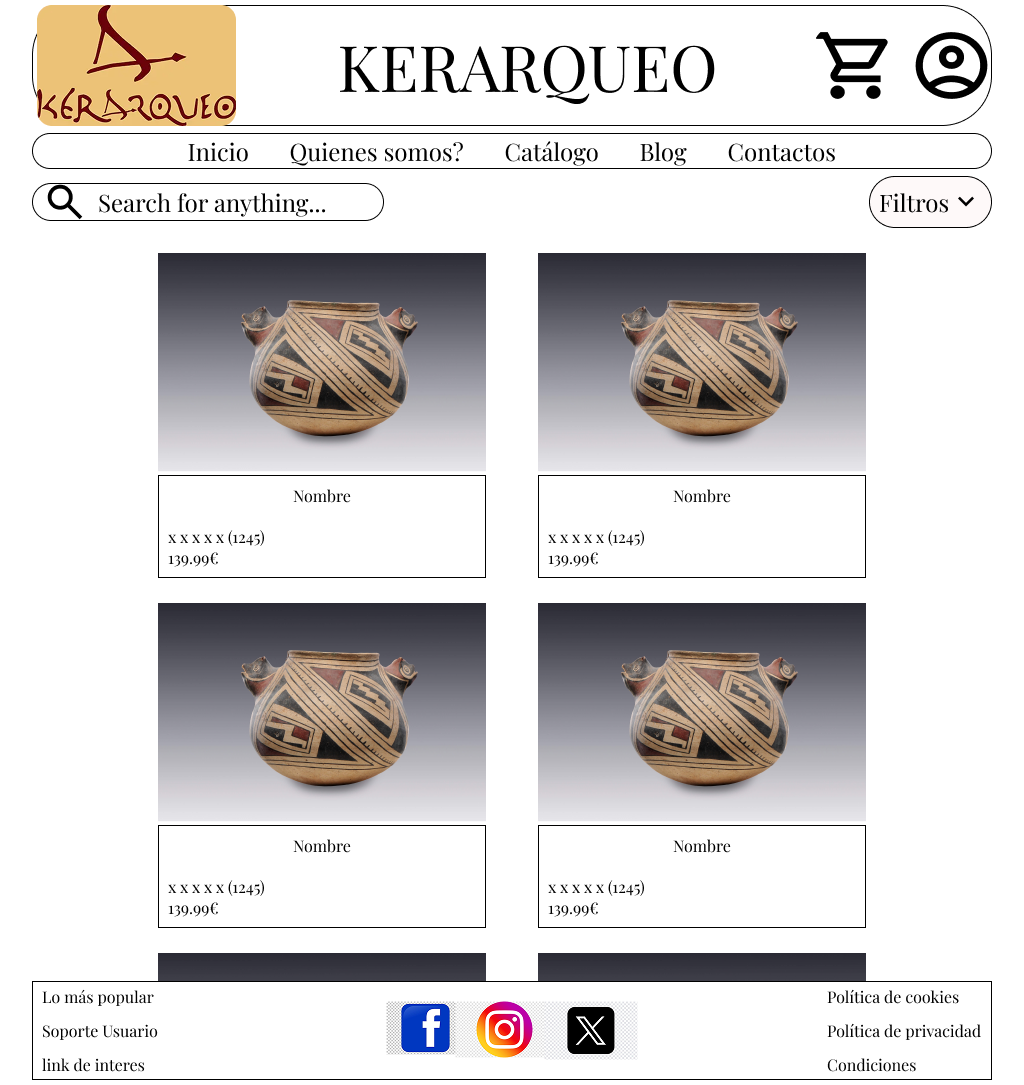 KERARQUEO
KERARQUEO
Inicio Quienes somos? Catálogo Blog Contactos
Search for anything... Filtros
Nombre Nombre
x x x x x (1245) x x x x x (1245)
139.99€ 139.99€
Nombre Nombre
x x x x x (1245) x x x x x (1245)
139.99€ 139.99€
Lo más popular Política de cookies
Soporte Usuario Política de privacidad
link de interes Condiciones